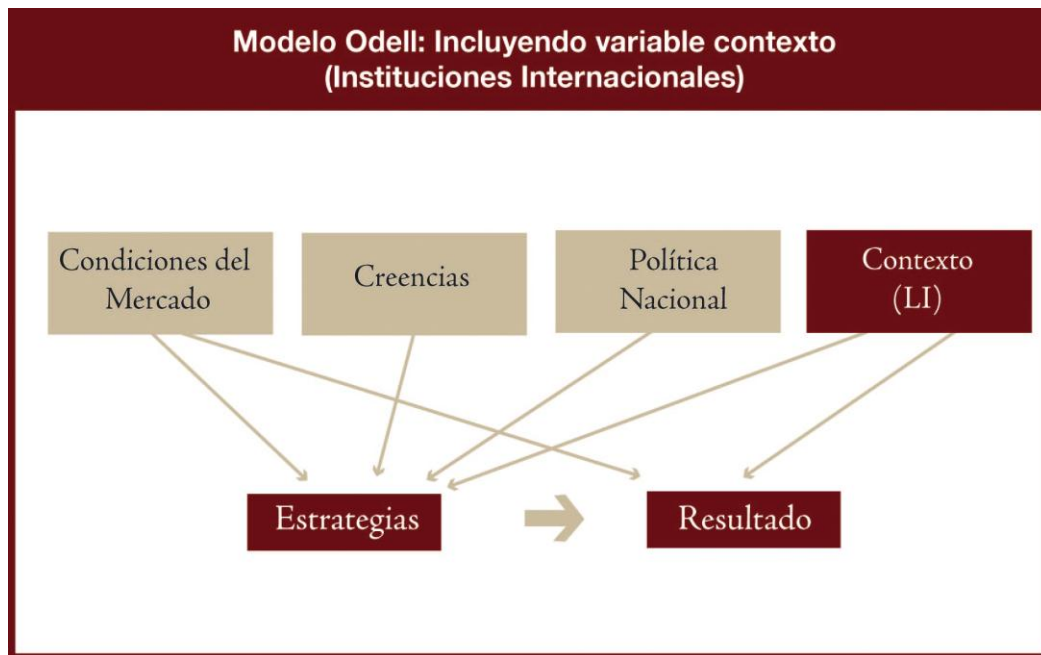 Modelo Odell: Incluyendo variable contexto
(Instituciones Internacionales)
Condiciones del
Mercado
Creencias
Política
Nacional
Contexto
(LI)
Estrategias
Resultado